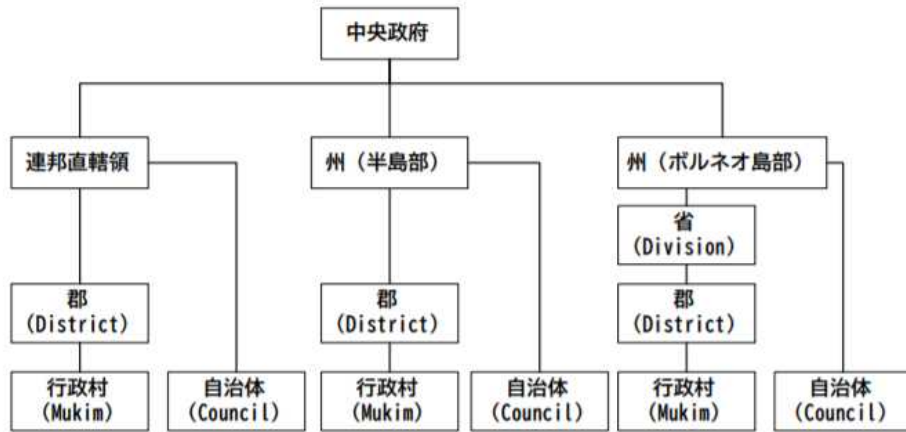 中央政府
連邦直轄領
州（半島部）
州（ボルネオ島部）
省
(Division)
郡
(District)
郡
(District)
郡
(District)
行政村
(Mukim)
自治体
(Council)
行政村
(Mukim)
自治体
(Council)
行政村
(Mukim)
自治体
(Council)